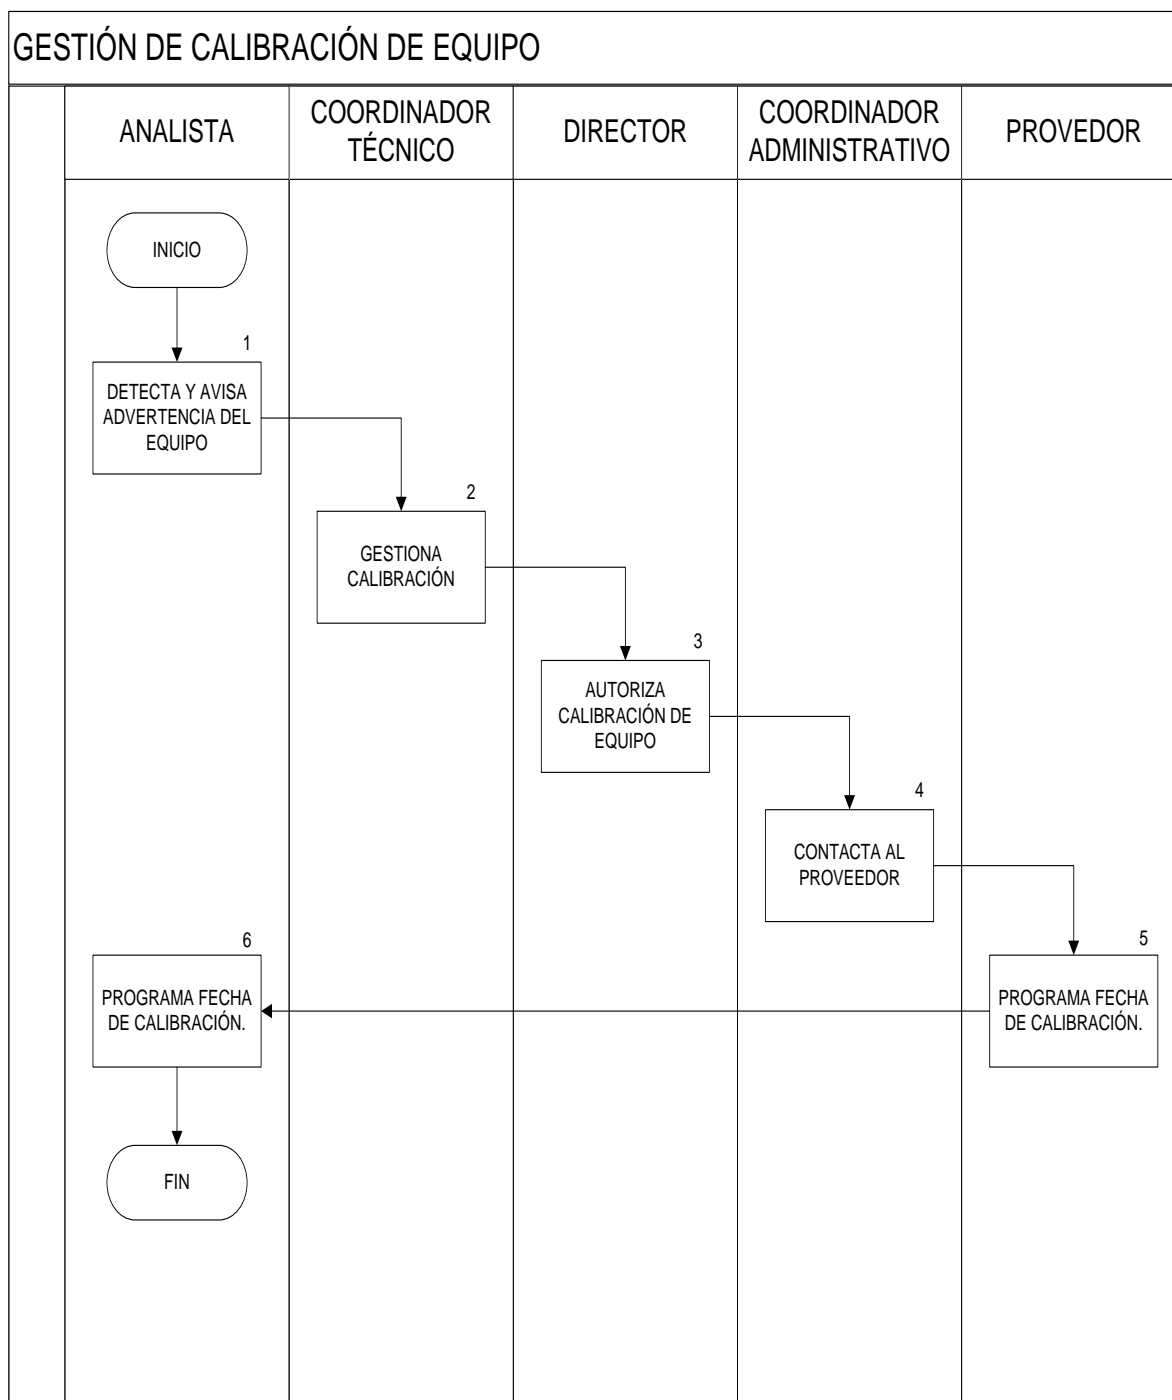 GESTIÓN DE CALIBRACIÓN DE EQUIPO
ANALISTA
COORDINADOR
TÉCNICO
DIRECTOR
COORDINADOR
ADMINISTRATIVO
PROVEDOR
INICIO
1
DETECTA Y AVISA
ADVERTENCIA DEL
EQUIPO
2
GESTIONA
CALIBRACIÓN
3
AUTORIZA
CALIBRACIÓN DE
EQUIPO
4
CONTACTA AL
PROVEEDOR
5
PROGRAMA FECHA
DE CALIBRACIÓN.
6
PROGRAMA FECHA
DE CALIBRACIÓN.
FIN